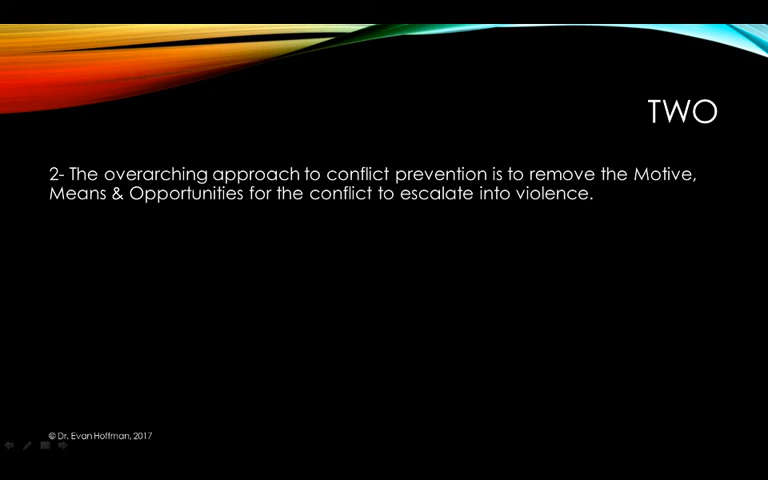 TWO
2- The overarching approach to conflict prevention is to remove the Motive,
Means & Opportunities for the conflict to escalate into violence.
© Dr. Evan Hoffman, 2017